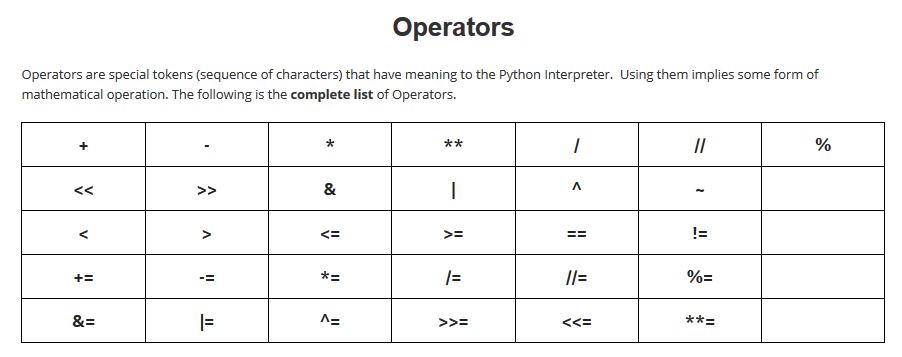 Operators
Operators are special tokens (sequence of characters) that have meaning to the Python Interpreter.  Using them implies some form of
mathematical operation. The following is the complete list of Operators.
+ - * ** / // %
<< >> & | ^ ~
< > <= >= == !=
+= -= *= /= //= %=
&= |= ^= >>= <<= **=